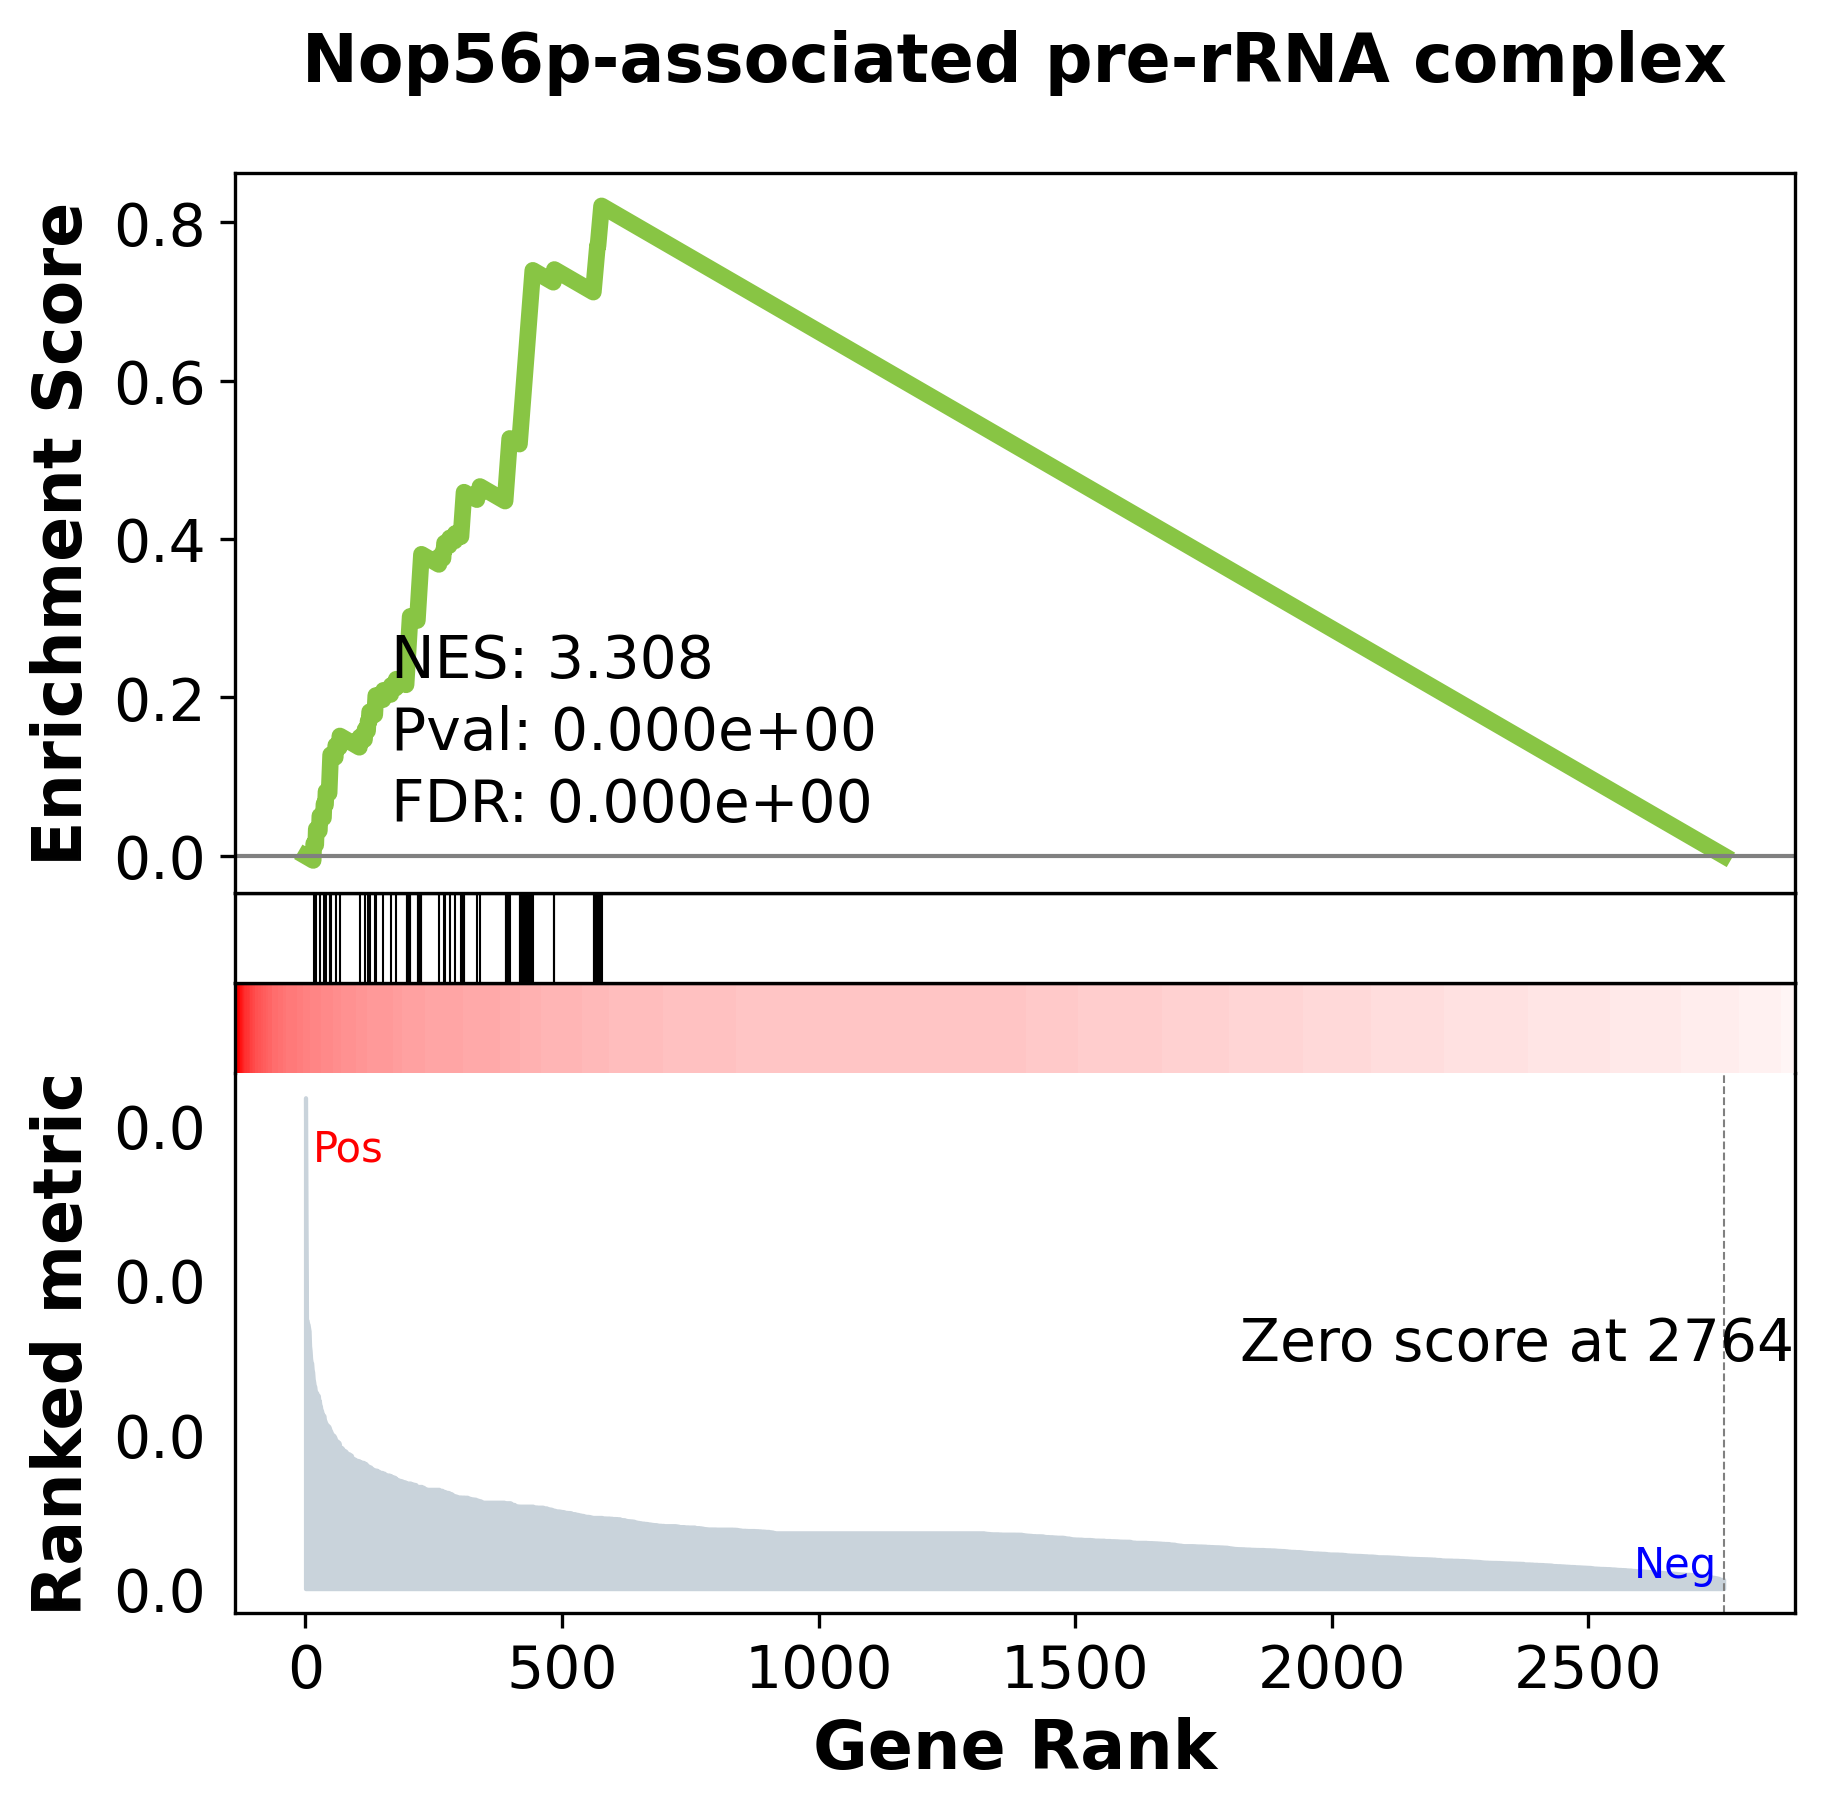 Nop56p-associated pre-rRNA complex
Enrichment Score
0.8
0.6
0.4
0.2
0.0
NES: 3.308
Pval: 0.000e+00
FDR: 0.000e+00
Ranked metric
0.0
0.0
0.0
0.0
Pos
Zero score at 2764
Neg
0
500
1000
1500
2000
2500
Gene Rank